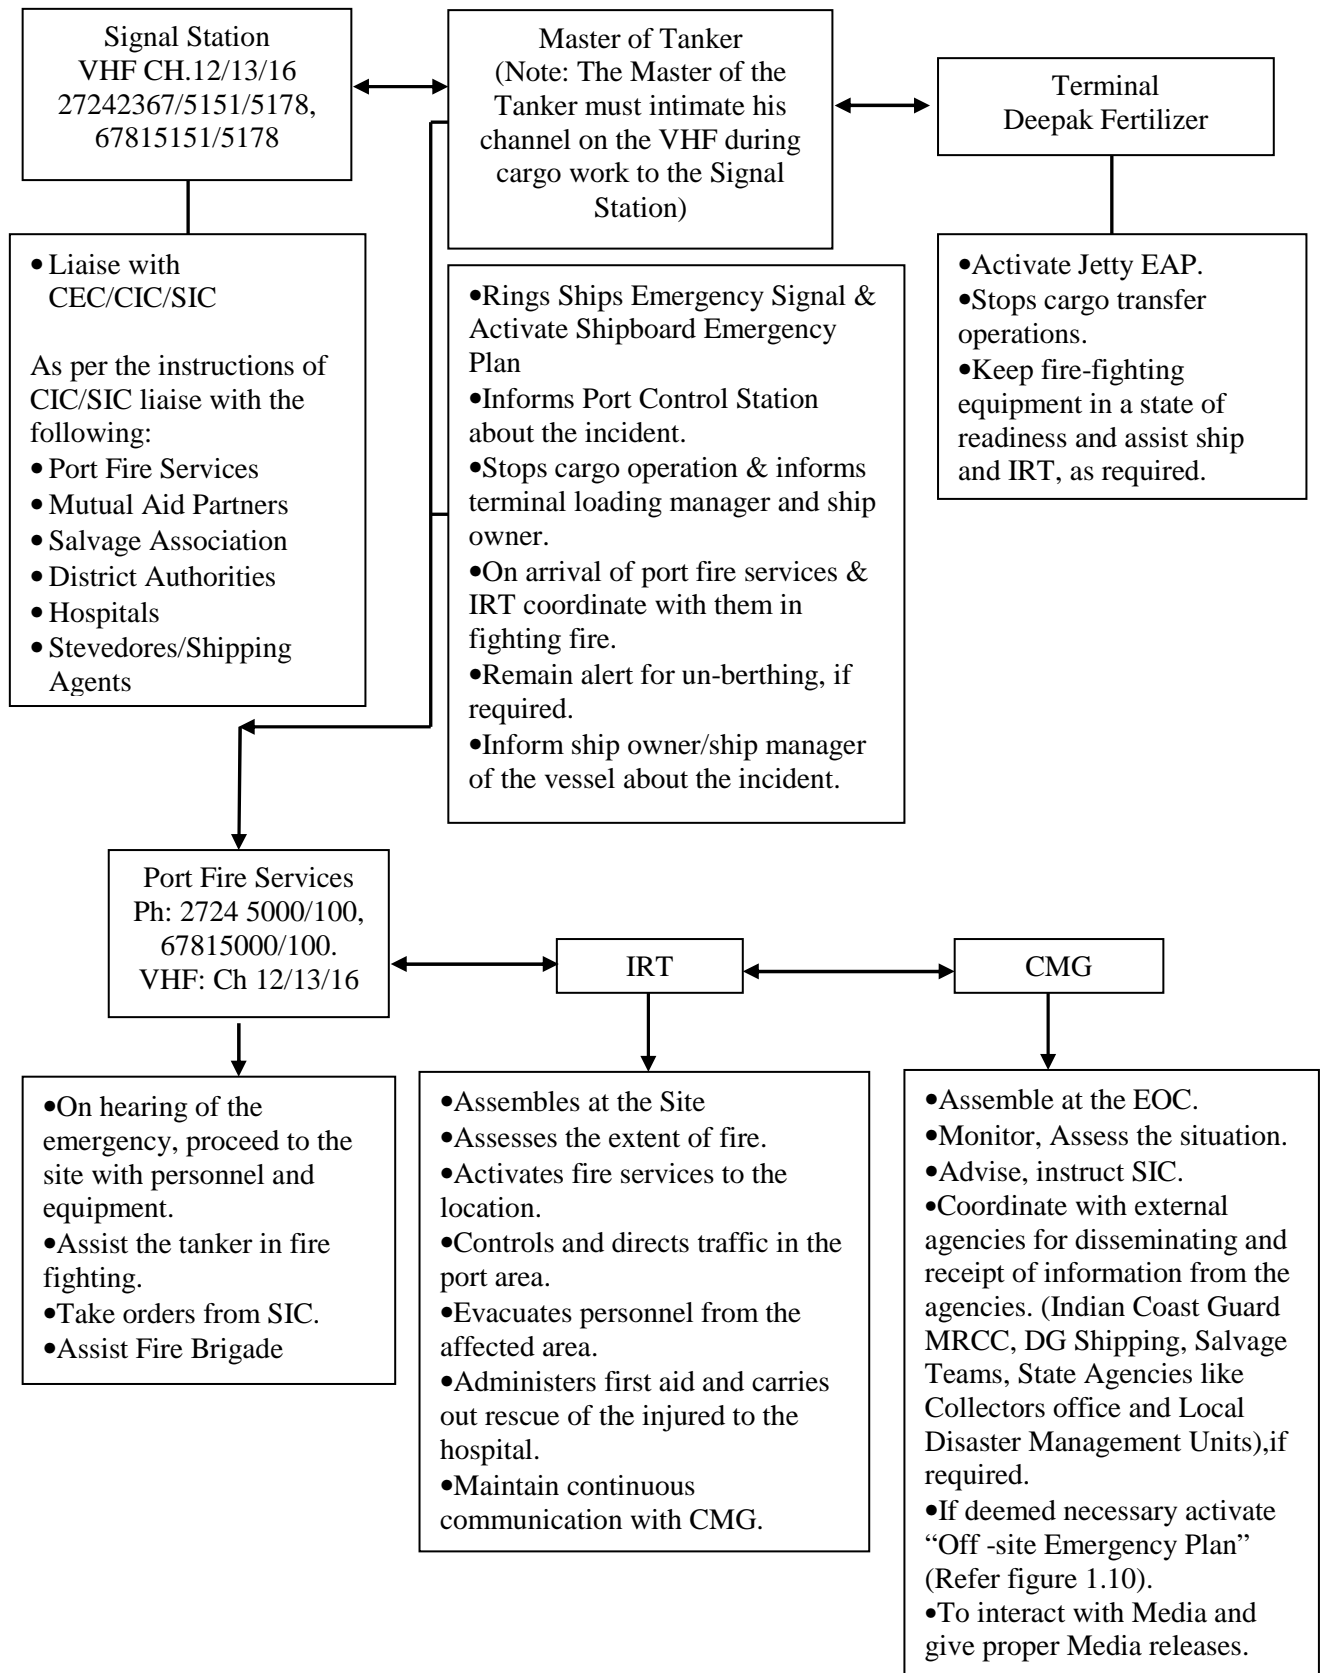 Signal Station
VHF CH.12/13/16
27242367/5151/5178,
67815151/5178
Master of Tanker
(Note: The Master of the
Tanker must intimate his
channel on the VHF during
cargo work to the Signal
Station)
Terminal
Deepak Fertilizer
•Liaise with
CEC/CIC/SIC
As per the instructions of
CIC/SIC liaise with the
following:
•Port Fire Services
•Mutual Aid Partners
•Salvage Association
•District Authorities
•Hospitals
•Stevedores/Shipping
Agents
•Rings Ships Emergency Signal &
Activate Shipboard Emergency
Plan
•Informs Port Control Station
about the incident.
•Stops cargo operation & informs
terminal loading manager and ship
owner.
•On arrival of port fire services &
IRT coordinate with them in
fighting fire.
•Remain alert for un-berthing, if
required.
•Inform ship owner/ship manager
of the vessel about the incident.
•Activate Jetty EAP.
•Stops cargo transfer
operations.
•Keep fire-fighting
equipment in a state of
readiness and assist ship
and IRT, as required.
Port Fire Services
Ph: 2724 5000/100,
67815000/100.
VHF: Ch 12/13/16
IRT
CMG
•On hearing of the
emergency, proceed to the
site with personnel and
equipment.
•Assist the tanker in fire
fighting.
•Take orders from SIC.
•Assist Fire Brigade
•Assembles at the Site
•Assesses the extent of fire.
•Activates fire services to the
location.
•Controls and directs traffic in the
port area.
•Evacuates personnel from the
affected area.
•Administers first aid and carries
out rescue of the injured to the
hospital.
•Maintain continuous
communication with CMG.
•Assemble at the EOC.
•Monitor, Assess the situation.
•Advise, instruct SIC.
•Coordinate with external
agencies for disseminating and
receipt of information from the
agencies. (Indian Coast Guard
MRCC, DG Shipping, Salvage
Teams, State Agencies like
Collectors office and Local
Disaster Management Units),if
required.
•If deemed necessary activate
“Off -site Emergency Plan”
(Refer figure 1.10).
•To interact with Media and
give proper Media releases.